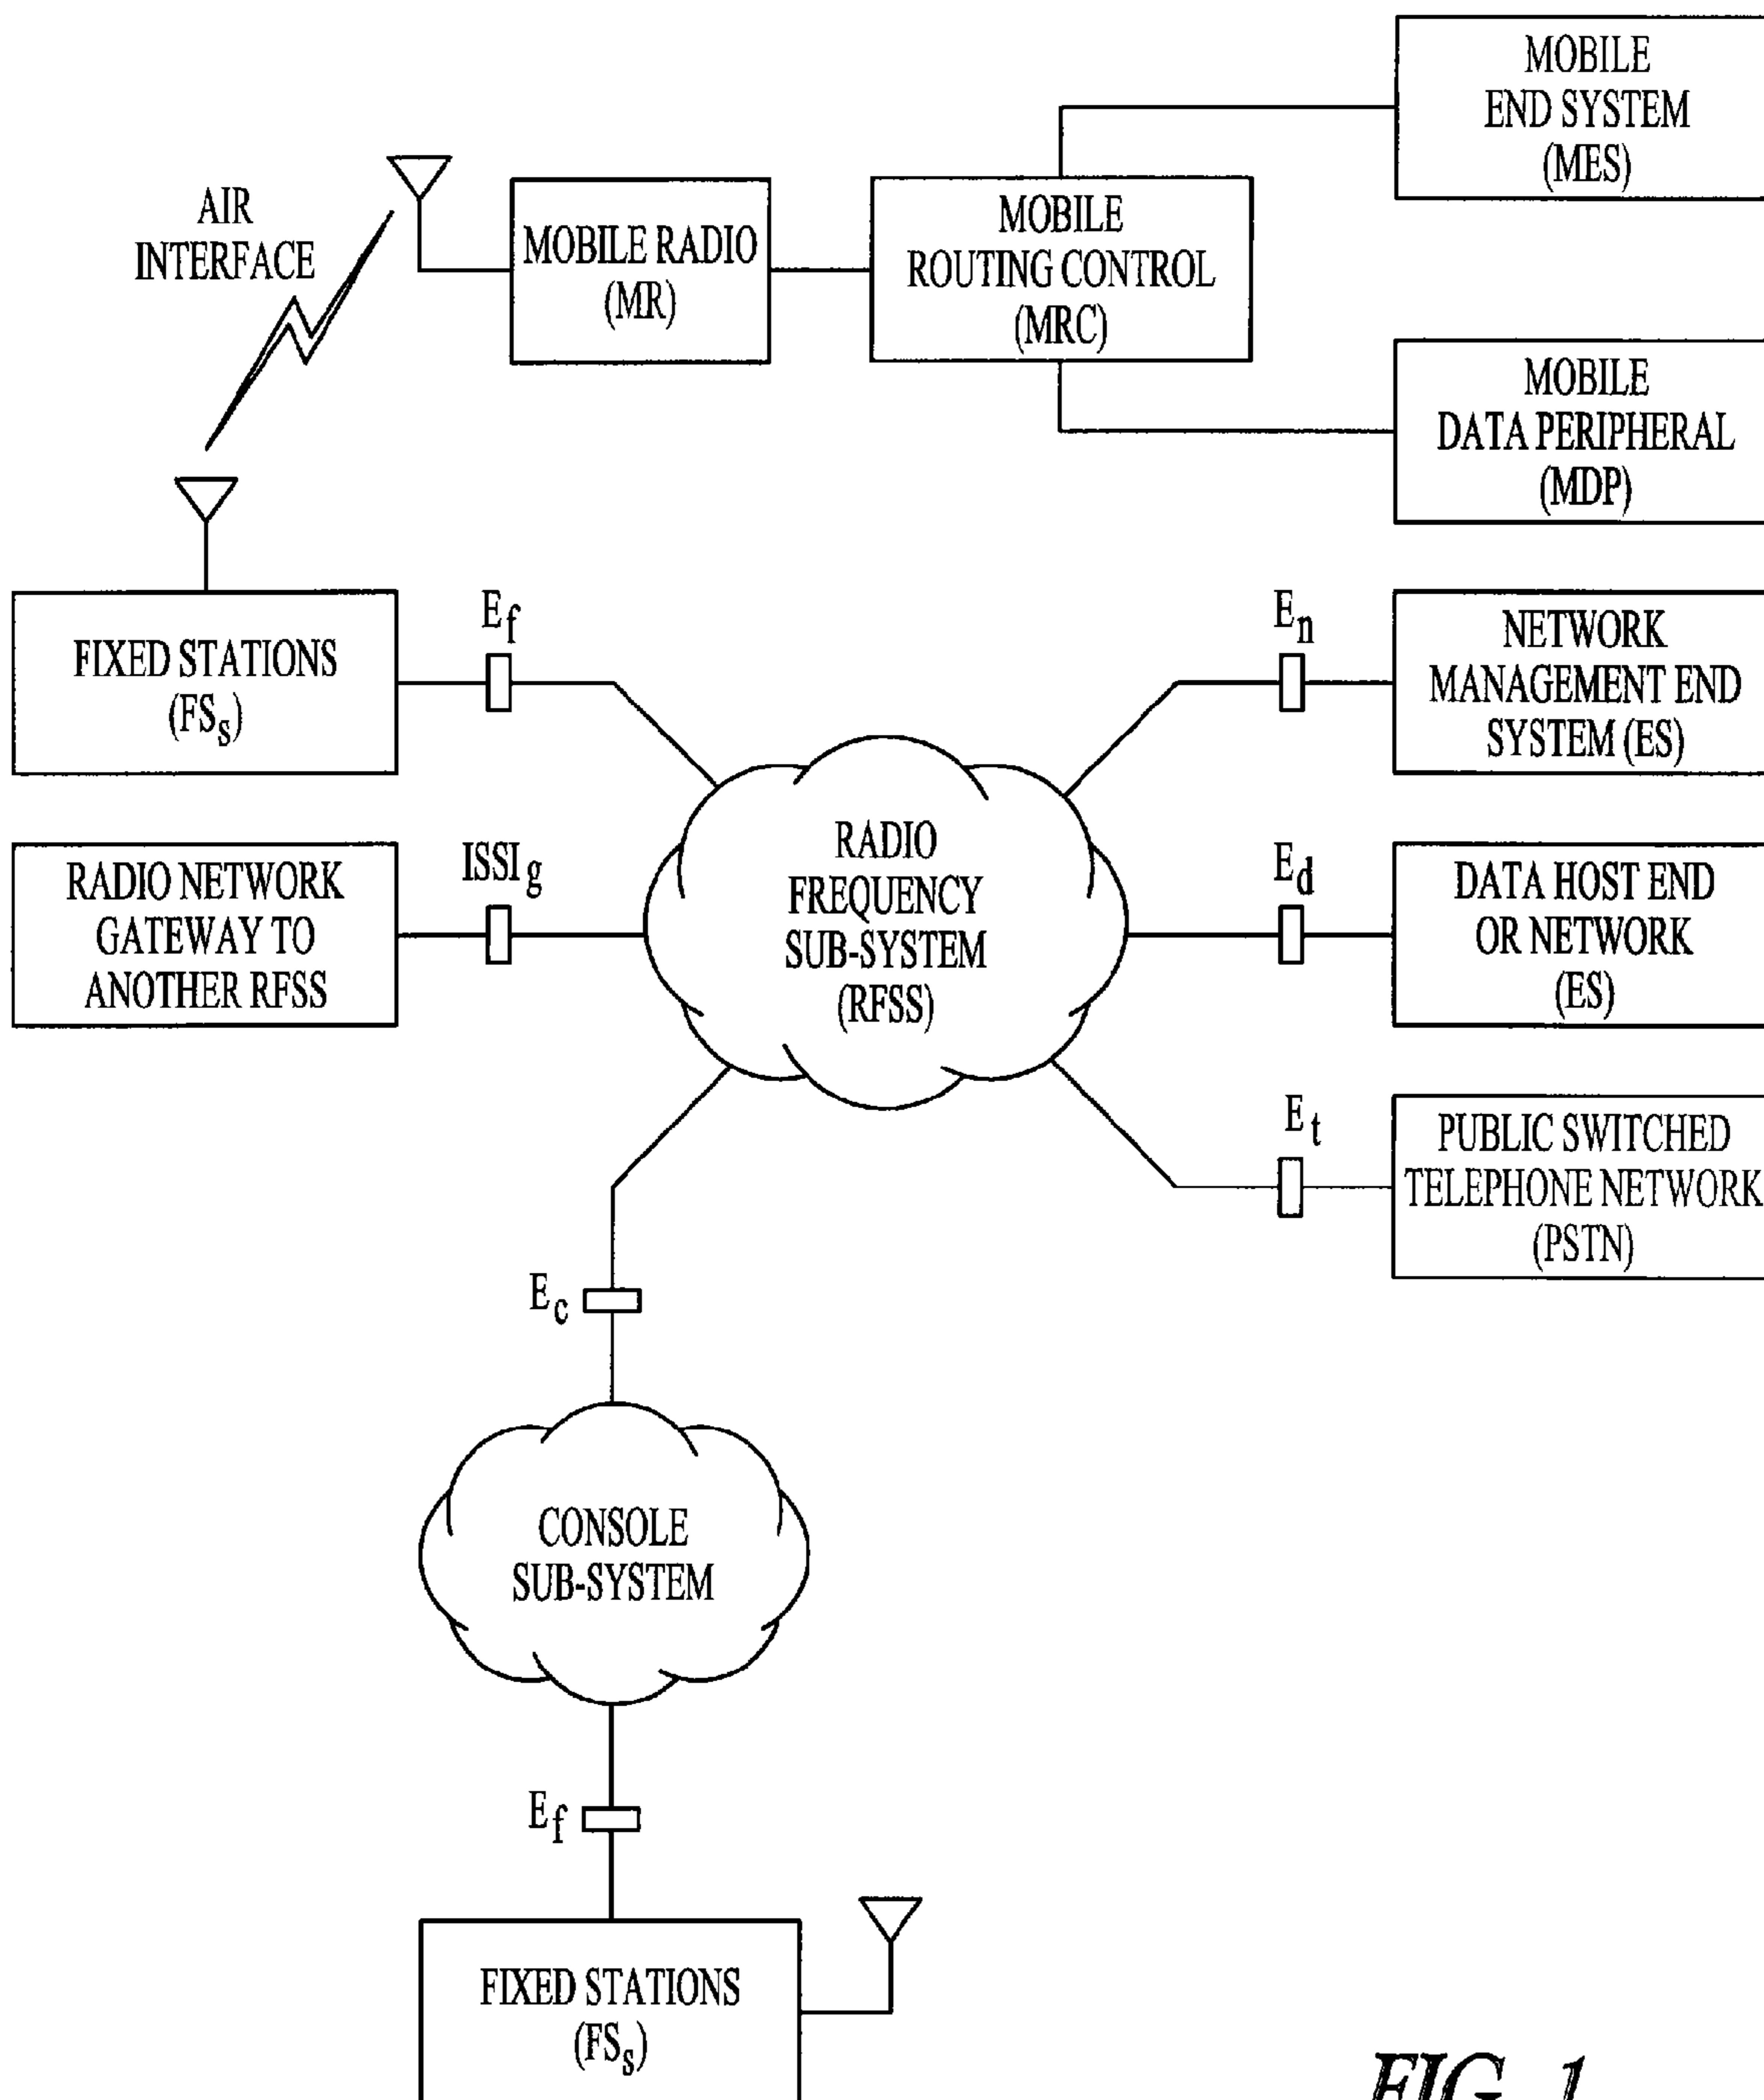 MOBILE
END SYSTEM
(MES)
AIR
INTERFACE
MOBILE RADIO
(MR)
MOBILE
ROUTING CONTROL
(MRC)
MOBILE
DATA PERIPHERAL
(MDP)
FIXED STATIONS
(FSs)
Ef
En
NETWORK
MANAGEMENT END
SYSTEM (ES)
RADIO NETWORK
GATEWAY TO
ANOTHER RFSS
ISSIg
RADIO
FREQUENCY
SUB-SYSTEM
(RFSS)
Ed
DATA HOST END
OR NETWORK
(ES)
Et
PUBLIC SWITCHED
TELEPHONE NETWORK
(PSTN)
Ec
CONSOLE
SUB-SYSTEM
Ef
FIXED STATIONS
(FSs)
FIG. 1